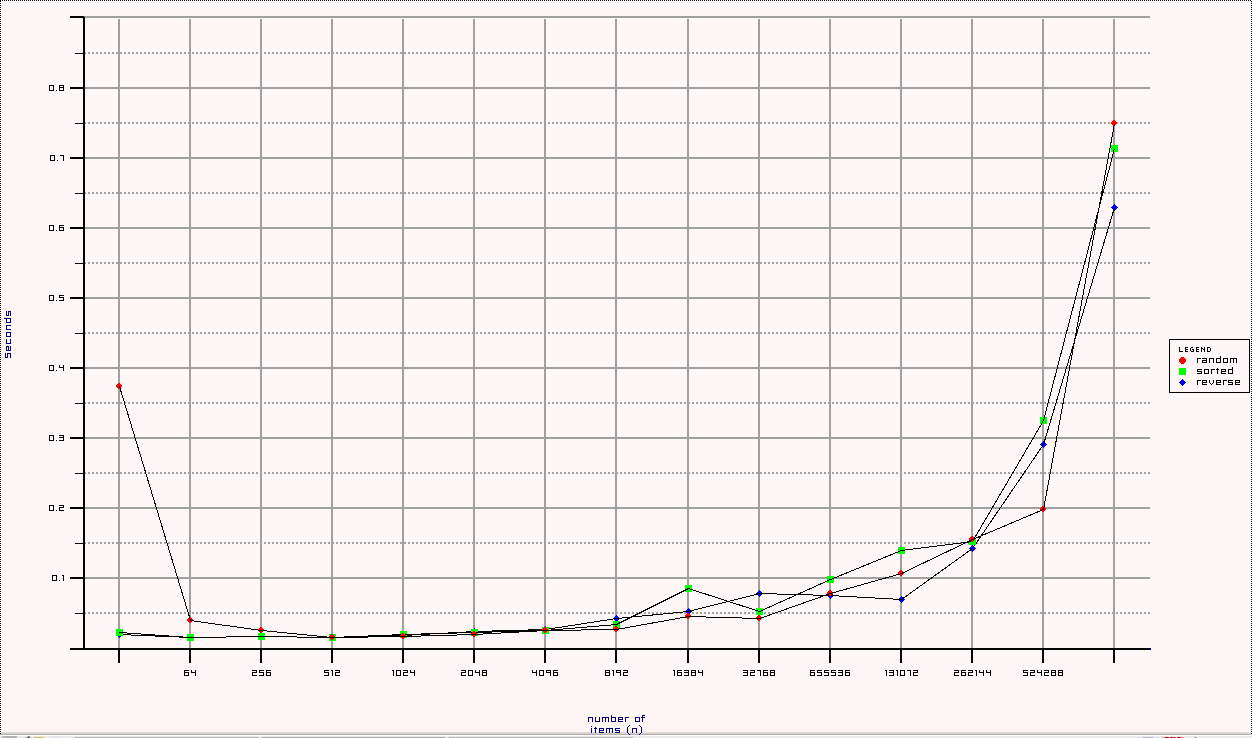 0.8
0.7
0.6
0.5
0.4
0.3
0.2
0.1
seconds
64 256 512 1024 2048 4096 8192 16384 32768 655536 131072 262144 524288
number of
items (n)
LEGEND
random
sorted
reverse